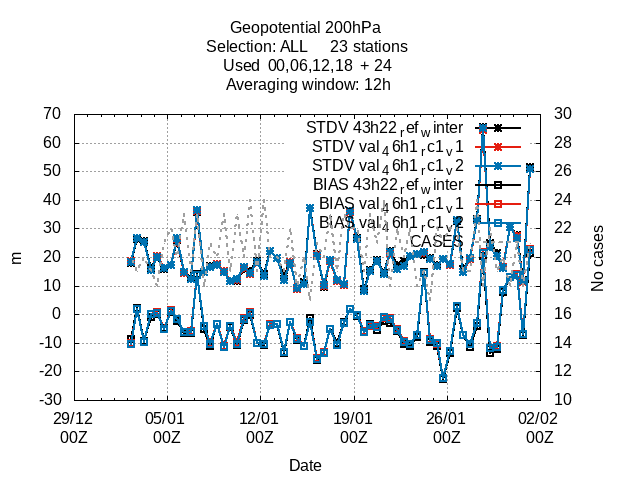 Geopotential 200hPa
Selection: ALL 23 stations
Used 00,06,12,18 + 24
Averaging window: 12h
70 30
60 28
50 26
40 24
30 22
20 20
10 18
0 16
-10 14
-20 12
-30 10
m
No cases
STDV 43h22_ref_winter
STDV val_46h1_rc1_v1
STDV val_46h1_rc1_v2
BIAS 43h22_ref_winter
BIAS val_46h1_rc1_v1
BIAS val_46h1_rc1_v2
CASES
29/12 05/01 12/01 19/01 26/01 02/02
00Z 00Z 00Z 00Z 00Z 00Z
Date